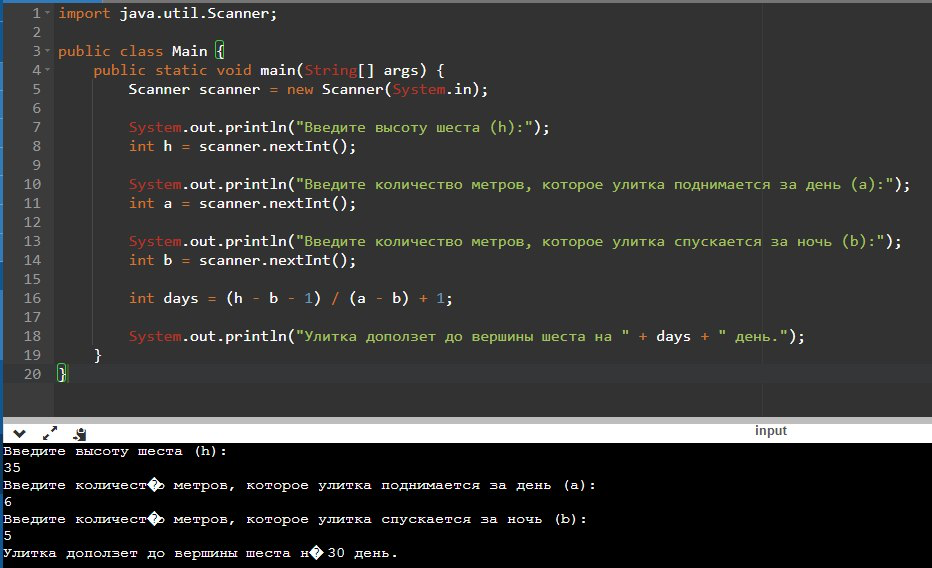 1 import java.util.Scanner;
2
3 public class Main {
4 public static void main(String[] args) {
5 Scanner scanner = new Scanner(System.in);
6
7 System.out.println("Введите высоту шеста (h):");
8 int h = scanner.nextInt();
9
10 System.out.println("Введите количество метров, которое улитка поднимается за день (a):");
11 int a = scanner.nextInt();
12
13 System.out.println("Введите количество метров, которое улитка спускается за ночь (b):");
14 int b = scanner.nextInt();
15
16 int days = (h - b - 1) / (a - b) + 1;
17
18 System.out.println("Улитка доползет до вершины шеста на " + days + " день.");
19 }
20 }
input
Введите высоту шеста (h):
35
Введите количест�о метров, которое улитка поднимается за день (a):
6
Введите количест�о метров, которое улитка спускается за ночь (b):
5
Улитка доползет до вершины шеста н� 30 день.